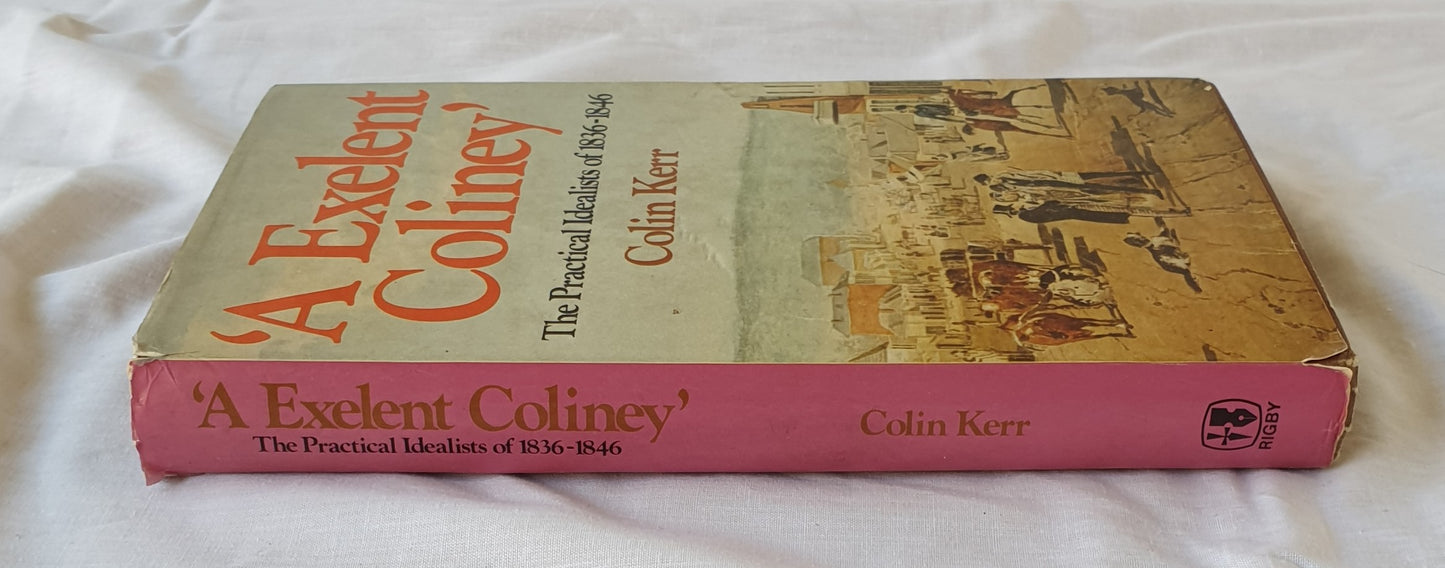 'A Exelent
Coliney'
The Practical Idealists of 1836-1846
Colin Kerr
'A Exelent Coliney'
The Practical Idealists of 1836-1846
Colin Kerr
RIGBY